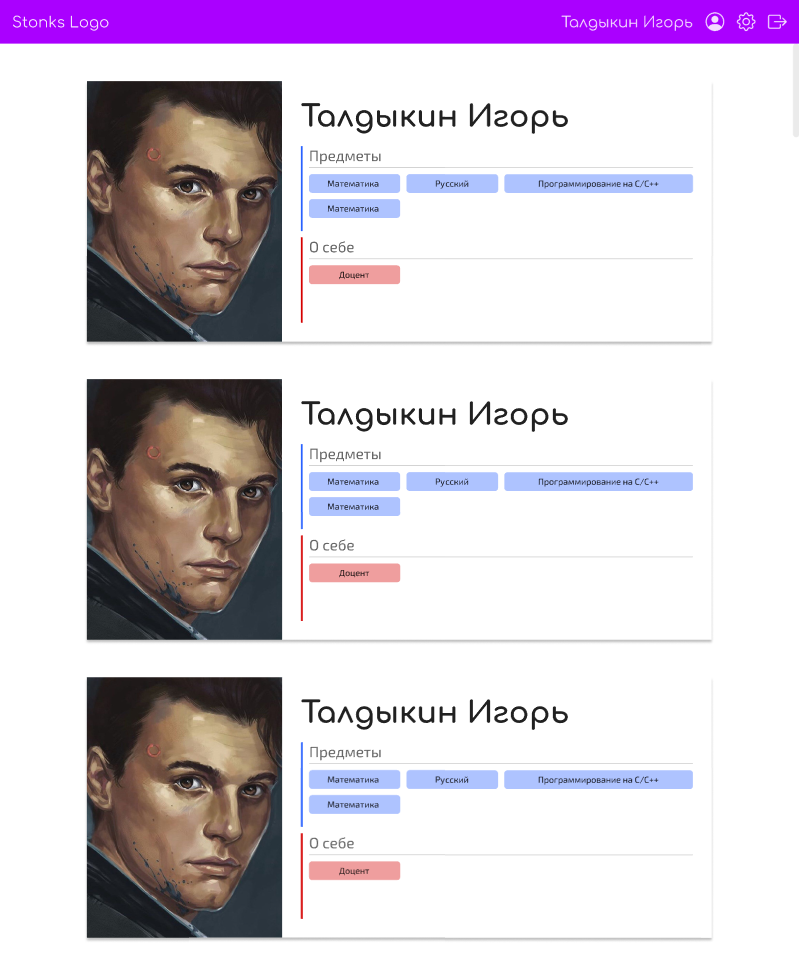 Stonks Logo
Талдыкин Игорь
Талдыкин Игорь
Предметы
Математика Русский Программирование на C/C++
Математика
О себе
Доцент
Талдыкин Игорь
Предметы
Математика Русский Программирование на C/C++
Математика
О себе
Доцент
Талдыкин Игорь
Предметы
Математика Русский Программирование на C/C++
Математика
О себе
Доцент